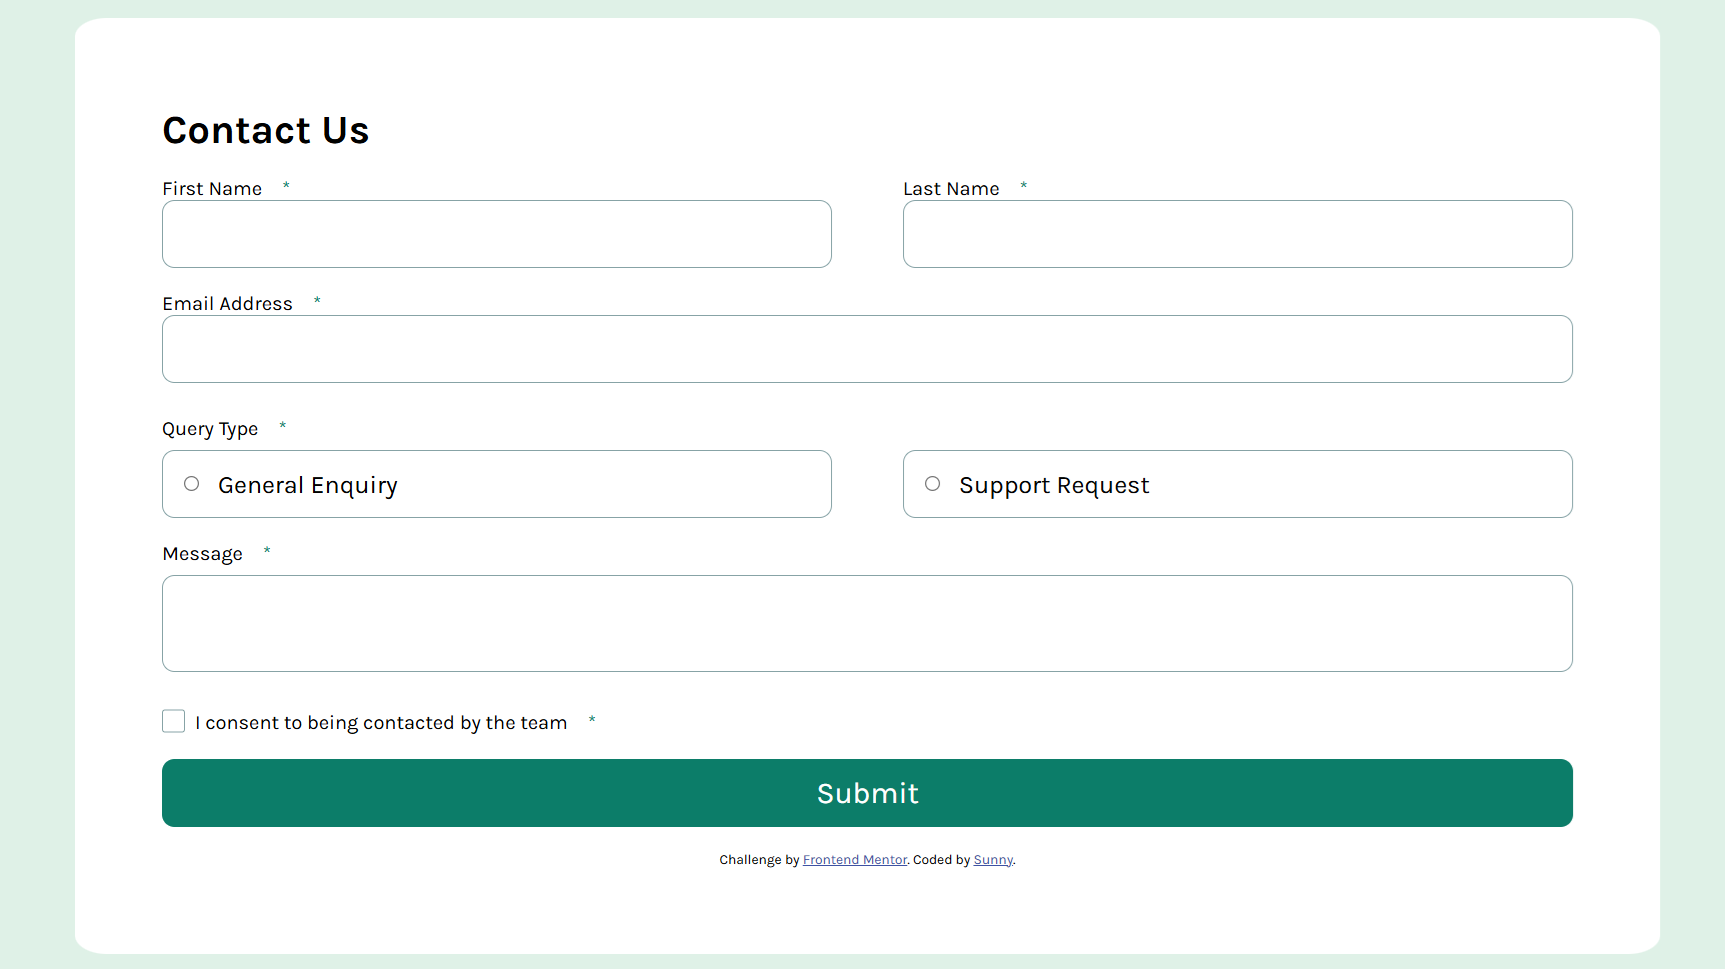 Contact Us
First Name *
Last Name *
Email Address *
Query Type *
General Enquiry
Support Request
Message *
I consent to being contacted by the team *
Submit
Challenge by Frontend Mentor. Coded by Sunny.